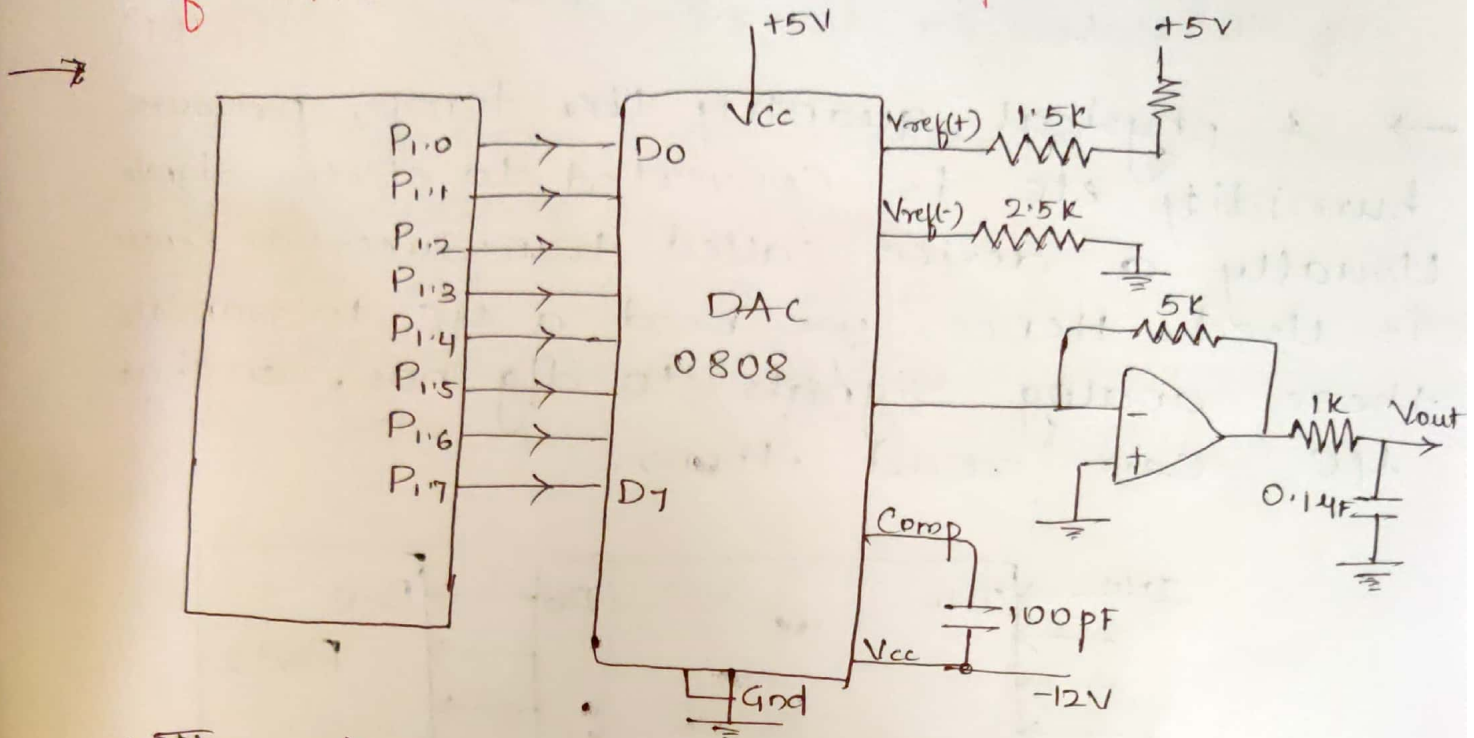 +5V
+5V
Vcc
P1.0
D0
Vref(+)
1.5K
P1.1
P1.2
Vref(-)
2.5K
P1.3
DAC
5K
P1.4
0808
P1.5
1K
Vout
P1.6
P1.7
D7
0.1µF
Comp
100pF
Vcc
Gnd
-12V